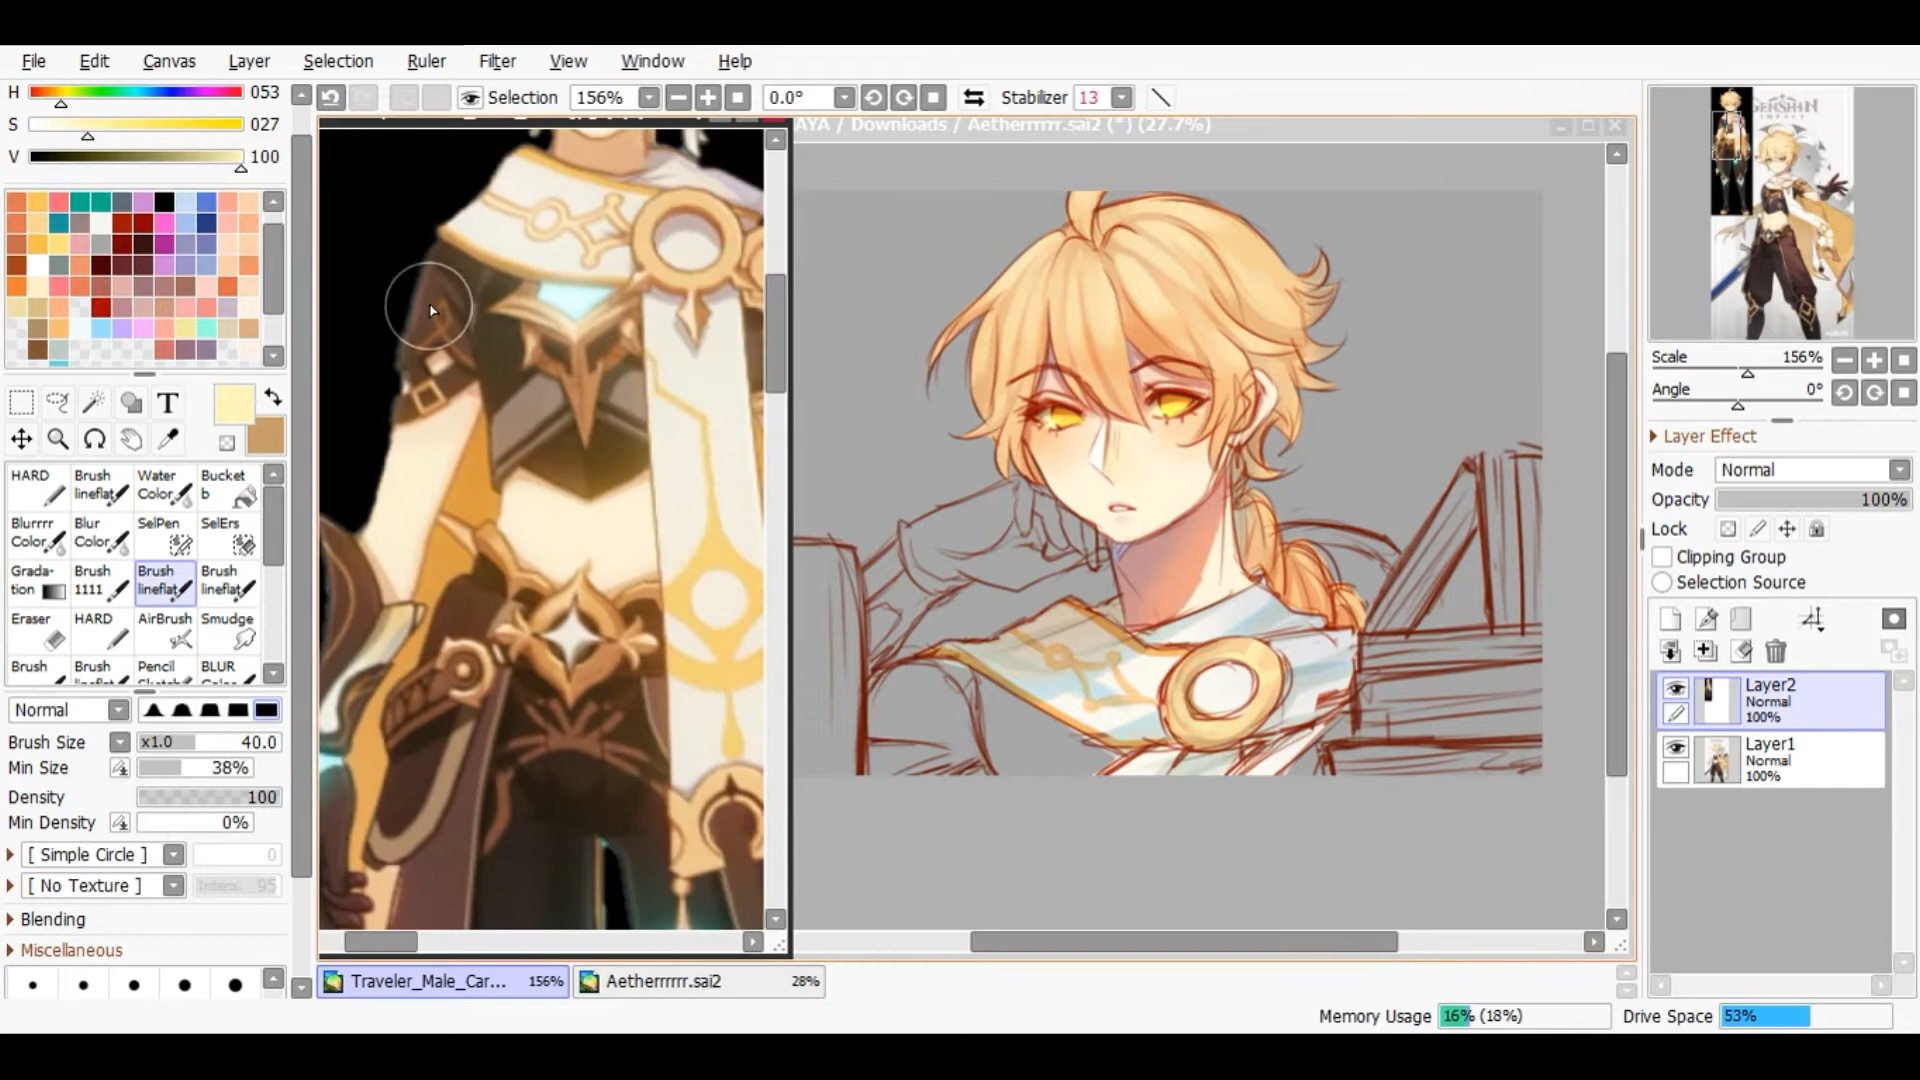 File Edit Canvas Layer Selection Ruler Filter View Window Help
H 053
S 027
V 100
Selection 156% 0.0° Stabilizer 13
AYA / Downloads / Aetherrrrrr.sai2 (*) (27.7%)
GENSHIN
IMPACT
Scale 156%
Angle 0°
Layer Effect
Mode Normal
Opacity 100%
Lock
Clipping Group
Selection Source
Layer2
Normal
100%
Layer1
Normal
100%
T
HARD Brush lineflat Water Color Bucket b
Blurrrr Color Blur Color SelPen SelErs
Grada-tion Brush 1111 Brush lineflat Brush lineflat
Eraser HARD AirBrush Smudge
Brush Brush Pencil BLUR
Normal
Brush Size x1.0 40.0
Min Size 38%
Density 100
Min Density 0%
[ Simple Circle ] 0
[ No Texture ] Intens. 95
Blending
Miscellaneous
Traveler_Male_Car... 156% Aetherrrrrr.sai2 28%
Memory Usage 16% (18%) Drive Space 53%